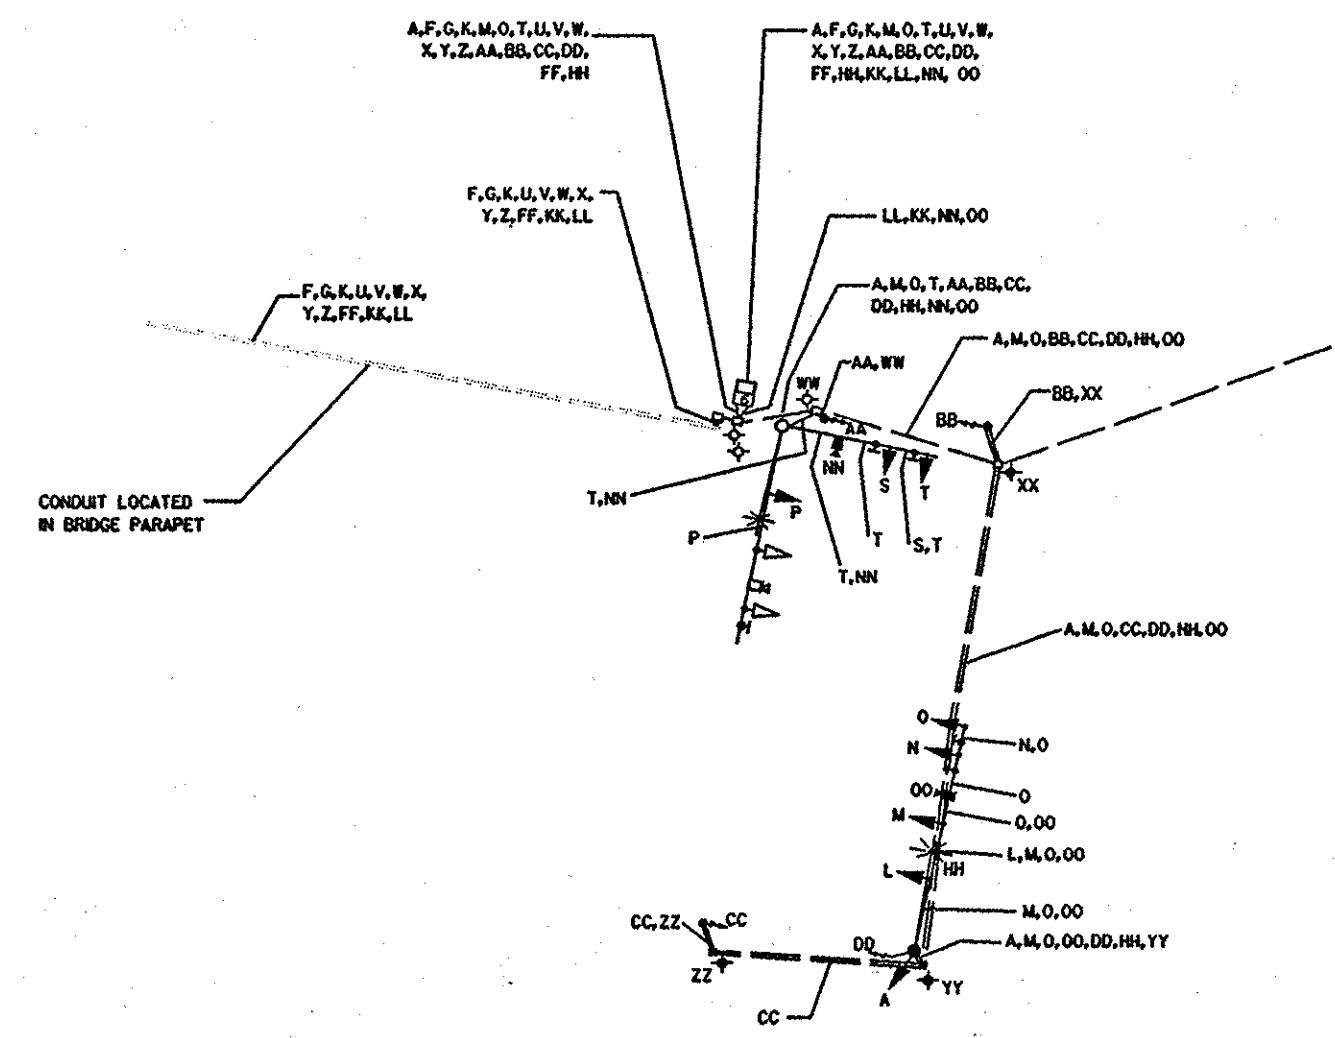 A,F,G,K,M,O,T,U,V,W,
X,Y,Z,AA,BB,CC,DD,
FF,HH
A,F,G,K,M,O,T,U,V,W,
X,Y,Z,AA,BB,CC,DD,
FF,HH,KK,LL,NN, OO
F,G,K,U,V,W,X,
Y,Z,FF,KK,LL
LL,KK,NN,OO
F,G,K,U,V,W,X,
Y,Z,FF,KK,LL
A,M,O,T,AA,BB,CC,
DD,HH,NN,OO
A,M,O,BB,CC,DD,HH,OO
AA,WW
WW
BB,XX
BB
AA
NN
S
T
XX
CONDUIT LOCATED
IN BRIDGE PARAPET
T,NN
P
P
T
S,T
T,NN
A,M,O,CC,DD,HH,OO
O
N
N,O
OO
O
M
O,OO
L,M,O,OO
L
HH
M,O,OO
CC,ZZ
CC
DD
A,M,O,OO,DD,HH,YY
ZZ
A
YY
CC